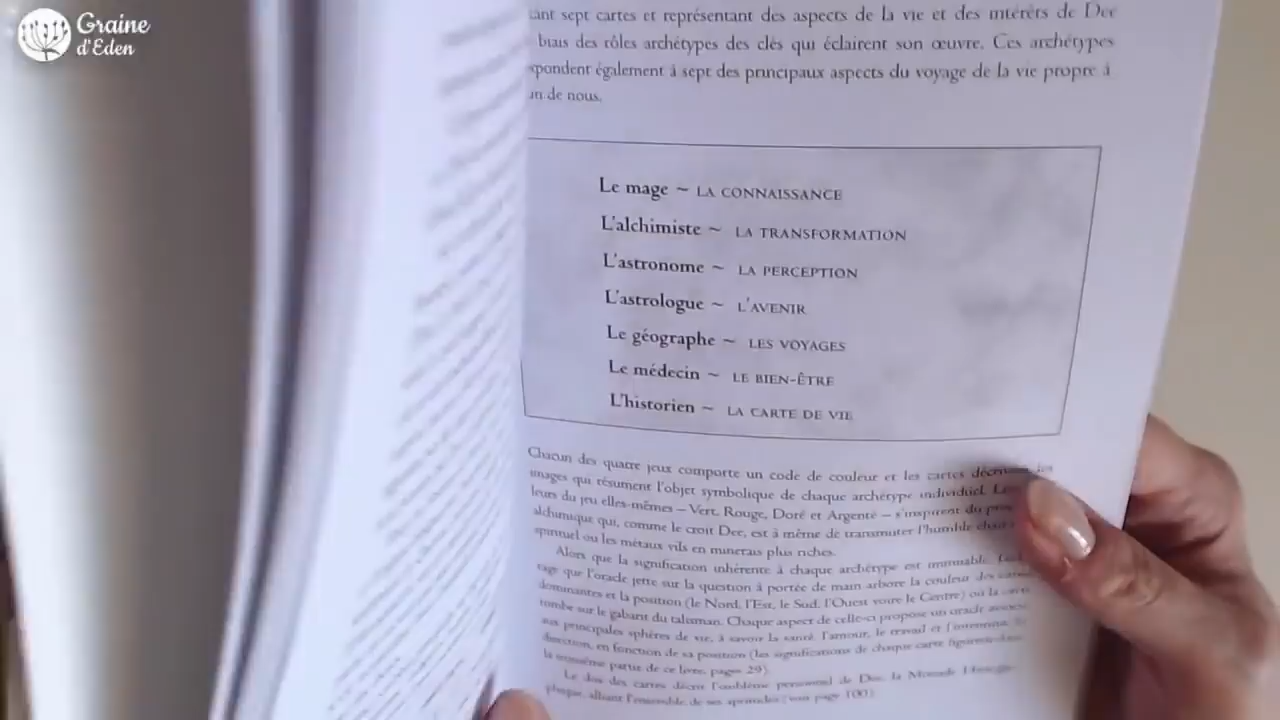 Graine
d'Eden
ant sept cartes et représentant des aspects de la vie et des intérêts de Dee
biais des rôles archétypes des clés qui éclairent son œuvre. Ces archétypes
pondent également à sept des principaux aspects du voyage de la vie propre à
un de nous.
Le mage ~ LA CONNAISSANCE
L'alchimiste ~ LA TRANSFORMATION
L'astronome ~ LA PERCEPTION
L'astrologue ~ L'AVENIR
Le géographe ~ LES VOYAGES
Le médecin ~ LE BIEN-ÊTRE
L'historien ~ LA CARTE DE VIE
Chacun des quatre jeux comporte un code de couleur et les cartes
images qui résument l'objet symbolique de chaque archétype individuel.
leurs du jeu elles-mêmes – Vert, Rouge, Doré et Argenté – s'inspirent du
alchimique qui, comme le croit Dee, est à même de transmuter l'humble
spirituel ou les métaux vils en minerais plus riches.
Alors que la signification inhérente à chaque archétype est immuable,
que l'oracle jette sur la question à portée de main arbore la couleur des
dominantes et la position (le Nord, l'Est, le Sud, l'Ouest voire le Centre) où la
tombe sur le gabarit du talisman. Chaque aspect de celle-ci propose un oracle
aux principales sphères de vie, à savoir la santé, l'amour, le travail et
direction, en fonction de sa position (les significations de chaque carte
la troisième partie de ce livre, pages 29).
Le dos des cartes décrit l'emblème personnel de Dee, la Monade
phique, alliant l'ensemble de ses aptitudes (voir page 100).